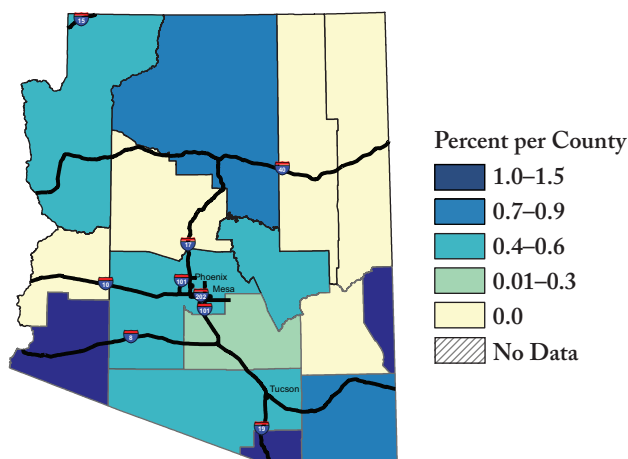 15
40
17
Phoenix
101
Mesa
202
10
101
8
Tucson
19
Percent per County
1.0–1.5
0.7–0.9
0.4–0.6
0.01–0.3
0.0
No Data